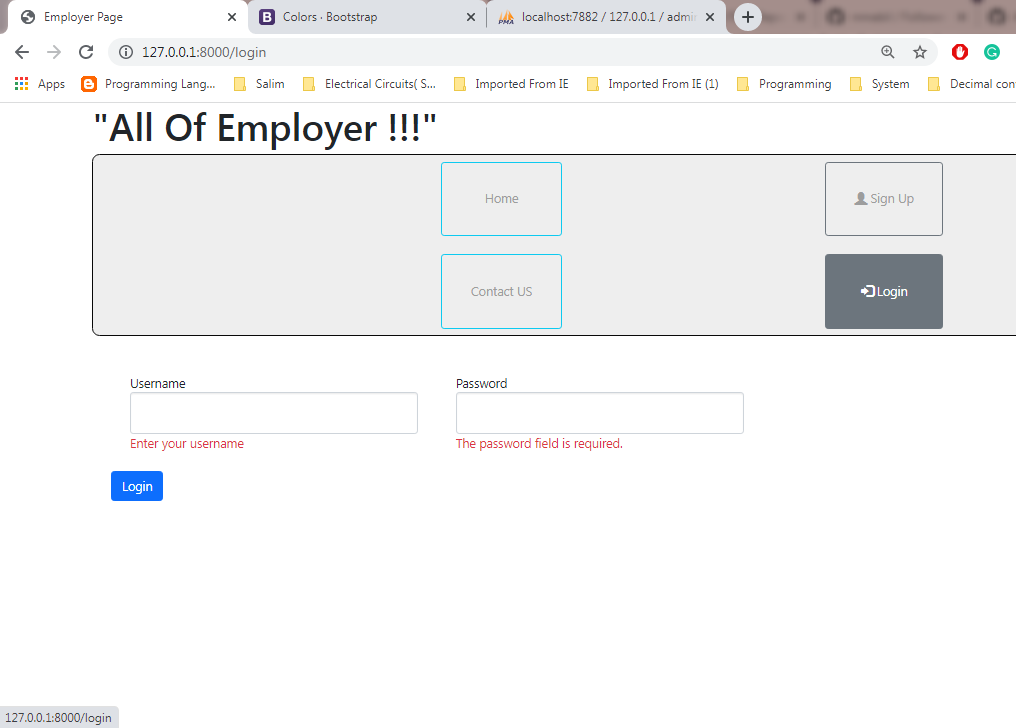 Employer Page
Colors · Bootstrap
localhost:7882 / 127.0.0.1 / admi
127.0.0.1:8000/login
Apps
Programming Lang...
Salim
Electrical Circuits( S...
Imported From IE
Imported From IE (1)
Programming
System
Decimal con
"All Of Employer !!!"
Home
Sign Up
Contact US
Login
Username
Password
Enter your username
The password field is required.
Login
127.0.0.1:8000/login